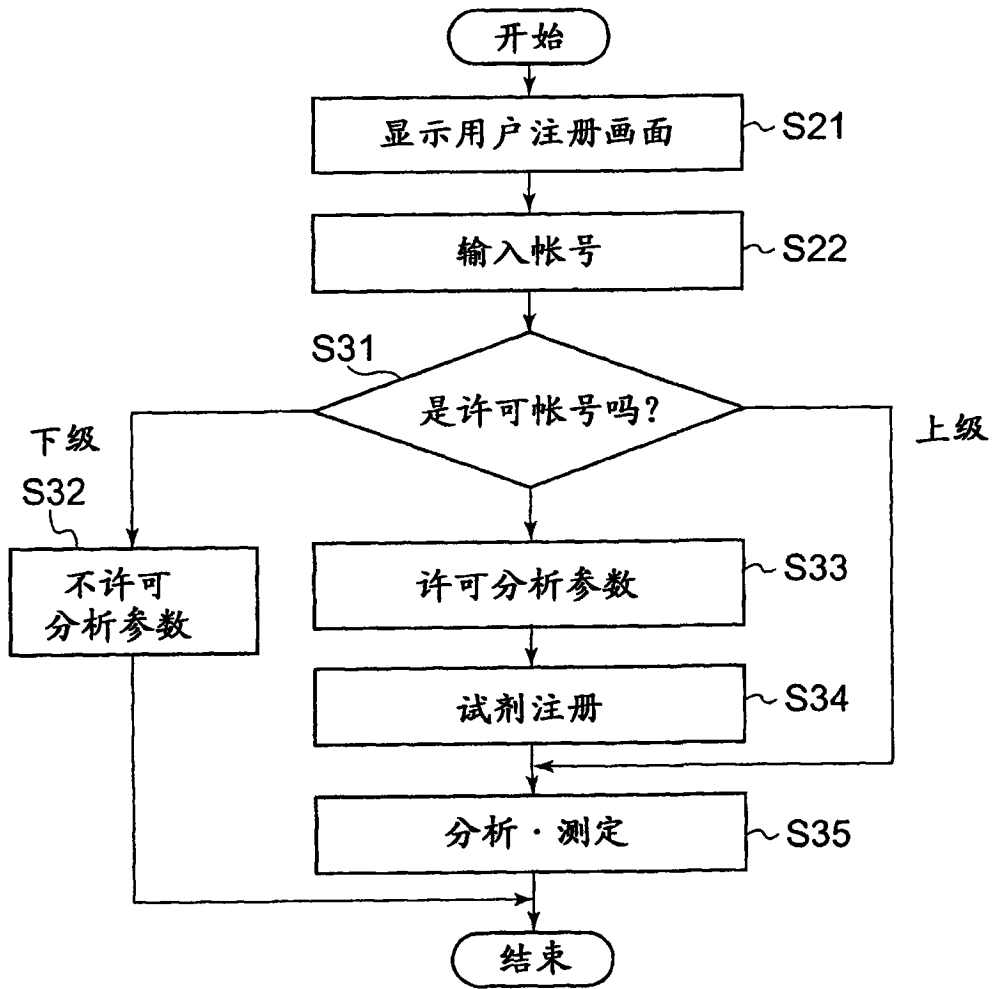 开始
显示用户注册画面
S21
输入帐号
S22
S31
是许可帐号吗?
下级
上级
S32
不许可
分析参数
许可分析参数
S33
试剂注册
S34
分析·测定
S35
结束